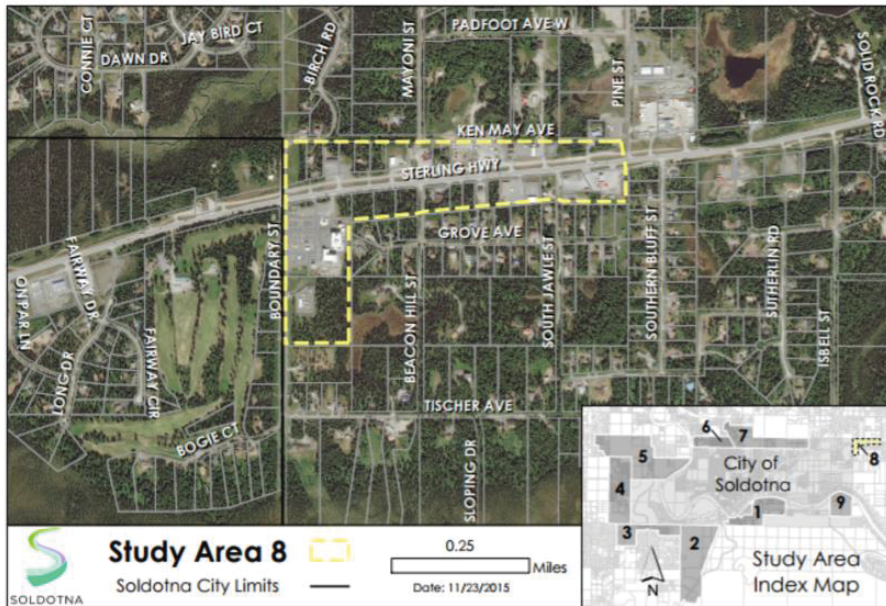 PADFOOT AVE W
JAY BIRD CT
CONNIE CT
DAWN DR
BIRCH RD
MAYONI ST
PINE ST
SOLID ROCK RD
KEN MAY AVE
STERLING HWY
GROVE AVE
BOUNDARY ST
FAIRWAY DR
ON PAR LN
LONG DR
FAIRWAY CIR
BEACON HILL ST
SOUTH JAWLE ST
SOUTHERN BLUFF ST
SUTHERLIN RD
ISBELL ST
TISCHER AVE
BOGIE CT
SLOPING DR
6
7
5
City of
Soldotna
8
4
9
1
3
2
N
Study Area
Index Map
SOLDOTNA
Study Area 8
Soldotna City Limits
0.25
Miles
Date: 11/23/2015